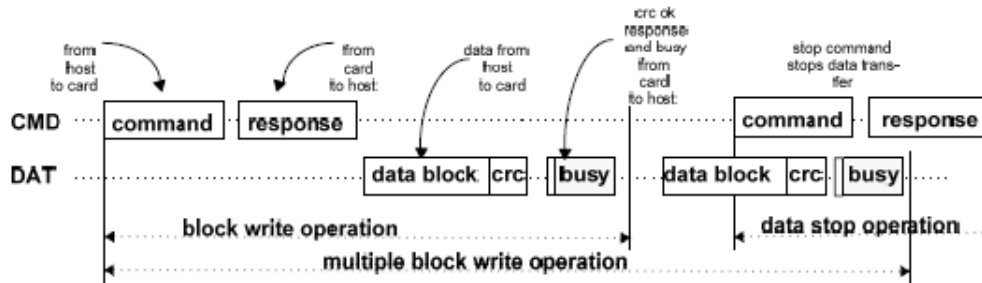 from
host
to card
from
card
to host
data from
host
to card
crc ok
response
and busy
from
card
to host
stop command
stops data trans-
fer
CMD
command
response
command
response
DAT
data block
crc
busy
data block
crc
busy
block write operation
data stop operation
multiple block write operation